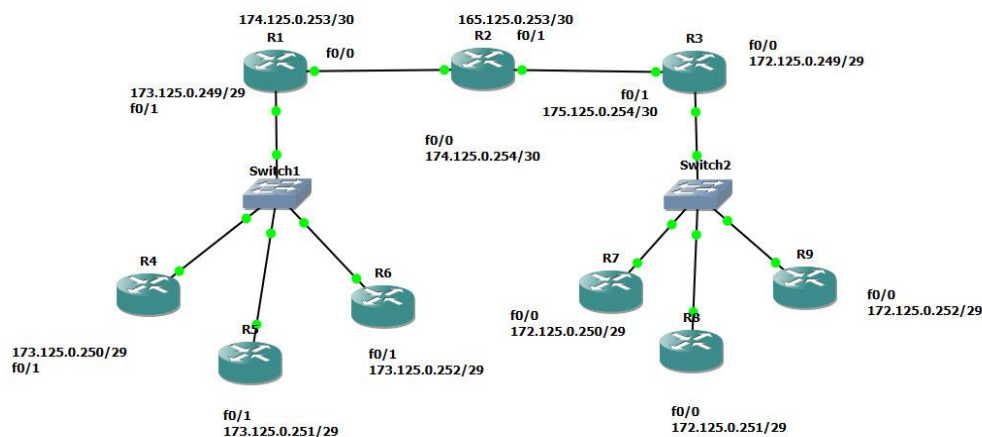 174.125.0.253/30
R1
f0/0
165.125.0.253/30
R2
f0/1
R3
f0/0
172.125.0.249/29
173.125.0.249/29
f0/1
f0/1
175.125.0.254/30
f0/0
174.125.0.254/30
Switch1
Switch2
R4
R6
R7
R9
173.125.0.250/29
f0/1
R5
f0/1
173.125.0.252/29
f0/0
172.125.0.250/29
R8
f0/0
172.125.0.252/29
f0/1
173.125.0.251/29
f0/0
172.125.0.251/29